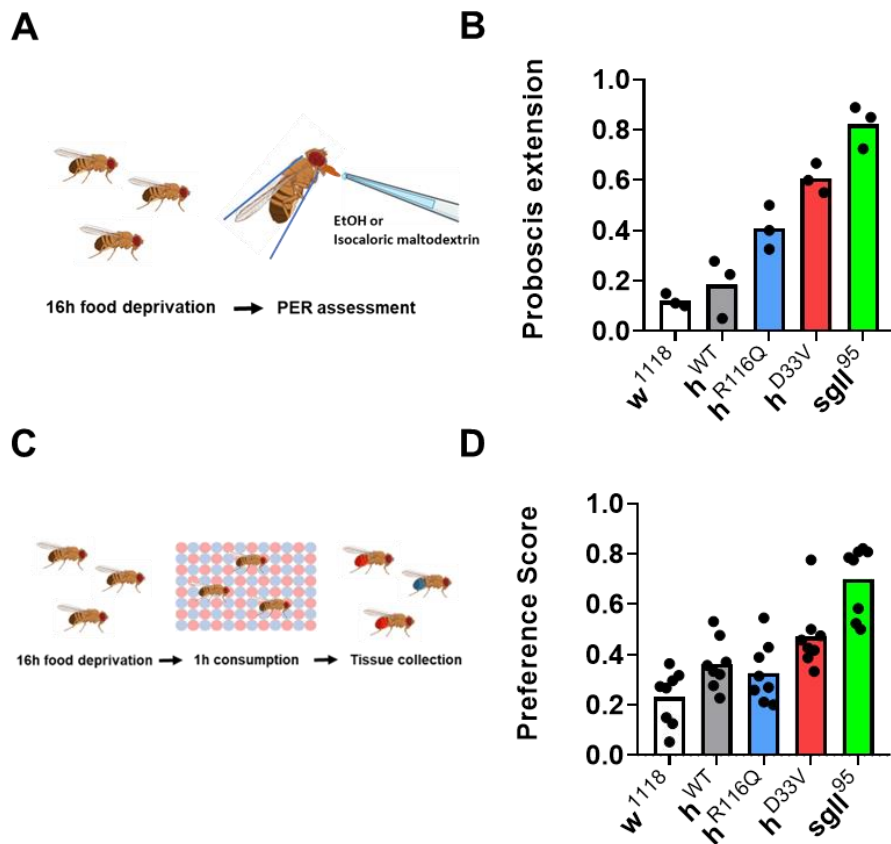 A
EtOH or
Isocaloric maltodextrin
16h food deprivation → PER assessment
B
Proboscis extension
1.0
0.8
0.6
0.4
0.2
0.0
w1118
hWT
hR116Q
hD33V
sgll95
C
16h food deprivation → 1h consumption → Tissue collection
D
Preference Score
1.0
0.8
0.6
0.4
0.2
0.0
w1118
hWT
hR116Q
hD33V
sgll95